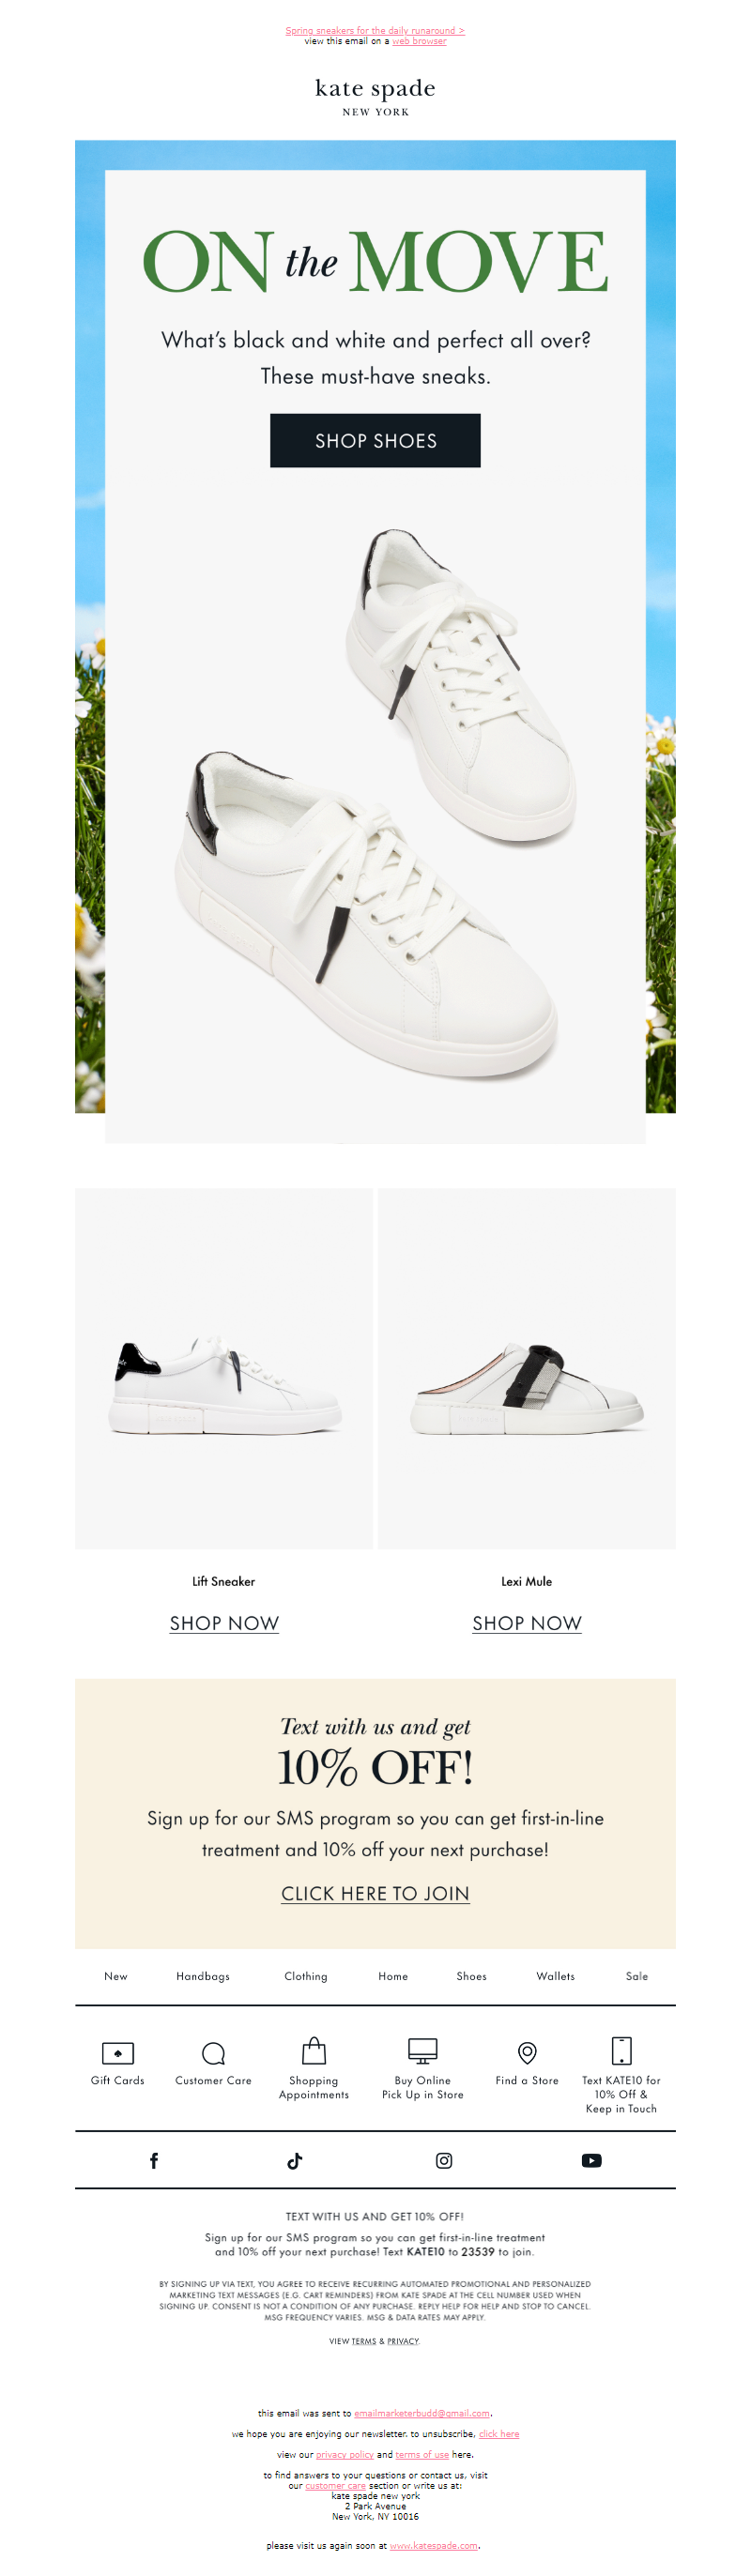 Spring sneakers for the daily runaround >
view this email on a web browser
kate spade
NEW YORK
ON the MOVE
What's black and white and perfect all over?
These must-have sneaks.
SHOP SHOES
Lift Sneaker
Lexi Mule
SHOP NOW
SHOP NOW
Text with us and get
10% OFF!
Sign up for our SMS program so you can get first-in-line
treatment and 10% off your next purchase!
CLICK HERE TO JOIN
New Handbags Clothing Home Shoes Wallets Sale
Gift Cards
Customer Care
Shopping
Appointments
Buy Online
Pick Up in Store
Find a Store
Text KATE10 for
10% Off &
Keep in Touch
TEXT WITH US AND GET 10% OFF!
Sign up for our SMS program so you can get first-in-line treatment
and 10% off your next purchase! Text KATE10 to 23539 to join.
BY SIGNING UP VIA TEXT, YOU AGREE TO RECEIVE RECURRING AUTOMATED PROMOTIONAL AND PERSONALIZED
MARKETING TEXT MESSAGES (E.G. CART REMINDERS) FROM KATE SPADE AT THE CELL NUMBER USED WHEN
SIGNING UP. CONSENT IS NOT A CONDITION OF ANY PURCHASE. REPLY HELP FOR HELP AND STOP TO CANCEL.
MSG FREQUENCY VARIES. MSG & DATA RATES MAY APPLY.
VIEW TERMS & PRIVACY.
this email was sent to emailmarketerbudd@gmail.com.
we hope you are enjoying our newsletter. to unsubscribe, click here
view our privacy policy and terms of use here.
to find answers to your questions or contact us, visit
our customer care section or write us at:
kate spade new york
2 Park Avenue
New York, NY 10016
please visit us again soon at www.katespade.com.